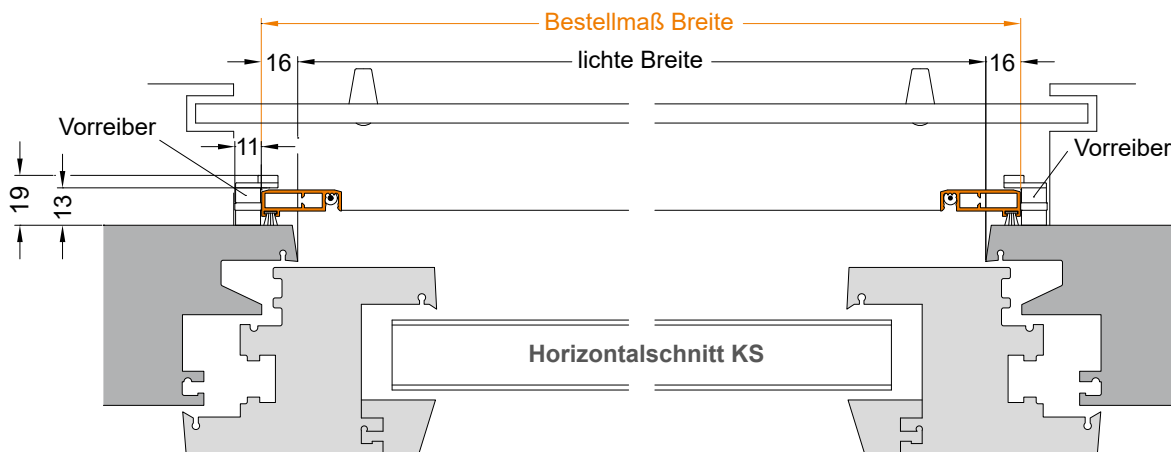 Bestellmaß Breite
16
lichte Breite
16
Vorreiber
11
Vorreiber
19
13
Horizontalschnitt KS